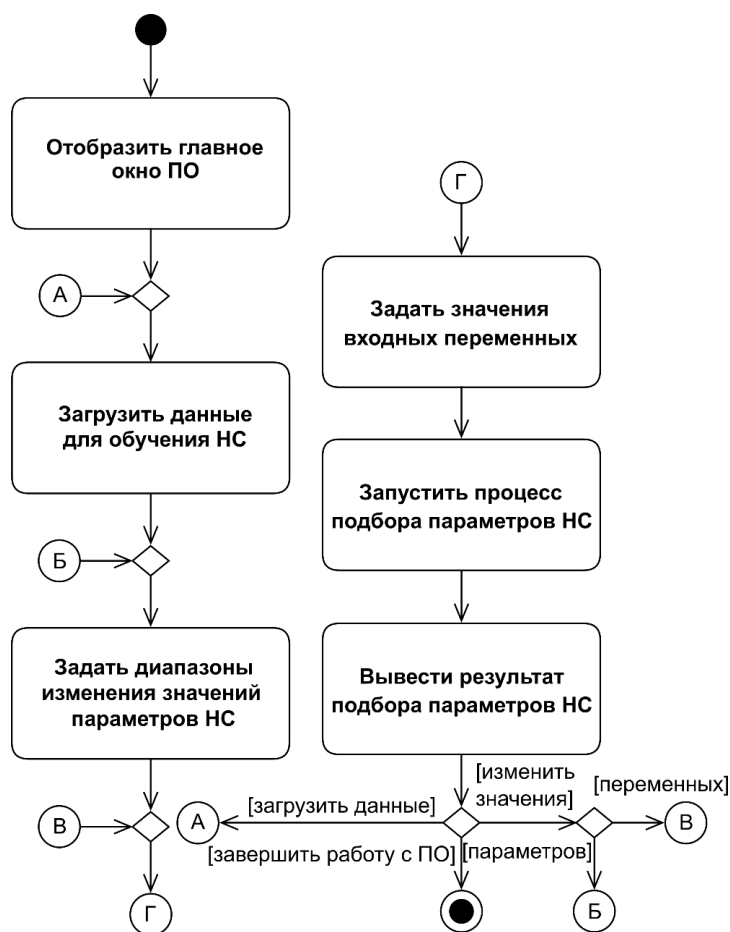 Отобразить главное
окно ПО
А
Загрузить данные
для обучения НС
Б
Задать диапазоны
изменения значений
параметров НС
В
Г
Г
Задать значения
входных переменных
Запустить процесс
подбора параметров НС
Вывести результат
подбора параметров НС
[изменить
значения]
[переменных]
[загрузить данные]
А
В
[завершить работу с ПО]
[параметров]
Б